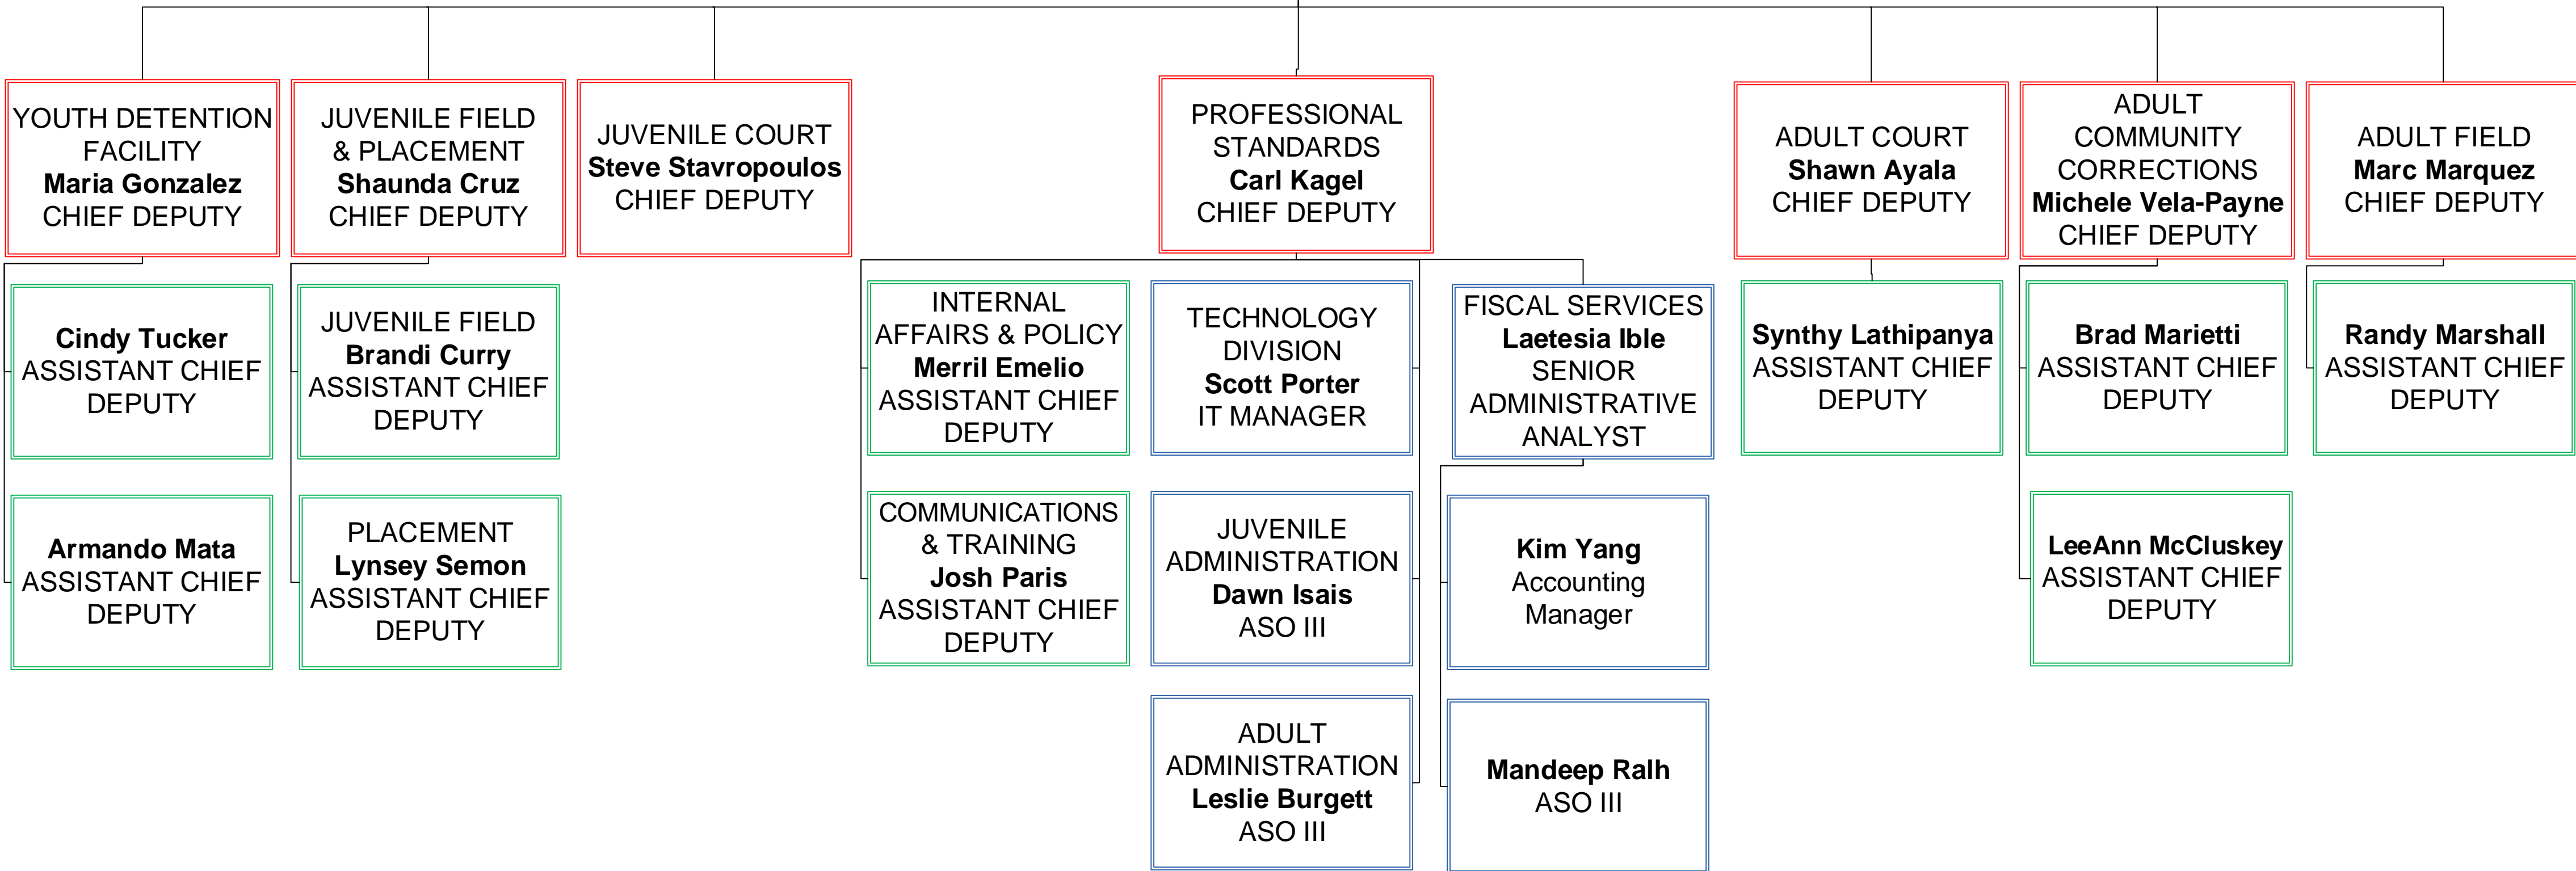 YOUTH DETENTION
FACILITY
Maria Gonzalez
CHIEF DEPUTY
JUVENILE FIELD
& PLACEMENT
Shaunda Cruz
CHIEF DEPUTY
JUVENILE COURT
Steve Stavropoulos
CHIEF DEPUTY
PROFESSIONAL
STANDARDS
Carl Kagel
CHIEF DEPUTY
ADULT COURT
Shawn Ayala
CHIEF DEPUTY
ADULT
COMMUNITY
CORRECTIONS
Michele Vela-Payne
CHIEF DEPUTY
ADULT FIELD
Marc Marquez
CHIEF DEPUTY
Cindy Tucker
ASSISTANT CHIEF
DEPUTY
JUVENILE FIELD
Brandi Curry
ASSISTANT CHIEF
DEPUTY
INTERNAL
AFFAIRS & POLICY
Merril Emelio
ASSISTANT CHIEF
DEPUTY
TECHNOLOGY
DIVISION
Scott Porter
IT MANAGER
FISCAL SERVICES
Laetesia Ible
SENIOR
ADMINISTRATIVE
ANALYST
Synthy Lathipanya
ASSISTANT CHIEF
DEPUTY
Brad Marietti
ASSISTANT CHIEF
DEPUTY
Randy Marshall
ASSISTANT CHIEF
DEPUTY
Armando Mata
ASSISTANT CHIEF
DEPUTY
PLACEMENT
Lynsey Semon
ASSISTANT CHIEF
DEPUTY
COMMUNICATIONS
& TRAINING
Josh Paris
ASSISTANT CHIEF
DEPUTY
JUVENILE
ADMINISTRATION
Dawn Isais
ASO III
Kim Yang
Accounting
Manager
LeeAnn McCluskey
ASSISTANT CHIEF
DEPUTY
ADULT
ADMINISTRATION
Leslie Burgett
ASO III
Mandeep Ralh
ASO III